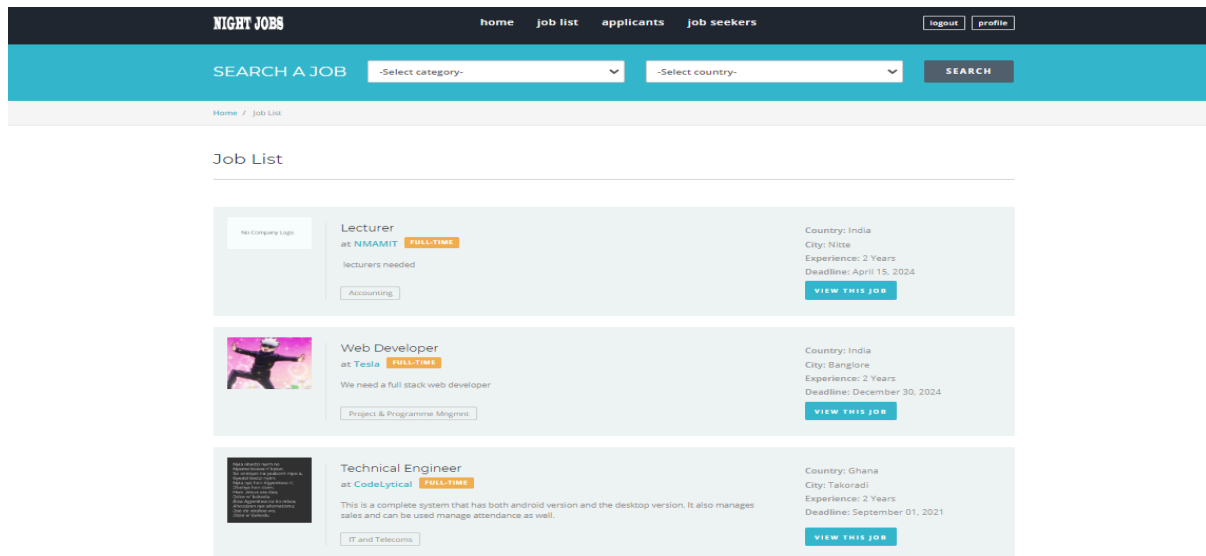 NIGHT JOBS
home job list applicants job seekers
logout profile
SEARCH A JOB
-Select category-
-Select country-
SEARCH
Home / Job List
Job List
No Company Logo
Lecturer
at NMAMIT FULL-TIME
lecturers needed
Accounting
Country: India
City: Nitte
Experience: 2 Years
Deadline: April 15, 2024
VIEW THIS JOB
Web Developer
at Tesla FULL-TIME
We need a full stack web developer
Project & Programme Mngmnt
Country: India
City: Banglore
Experience: 2 Years
Deadline: December 30, 2024
VIEW THIS JOB
Technical Engineer
at CodeLytical FULL-TIME
This is a complete system that has both android version and the desktop version. It also manages
sales and can be used manage attendance as well.
IT and Telecoms
Country: Ghana
City: Takoradi
Experience: 2 Years
Deadline: September 01, 2021
VIEW THIS JOB